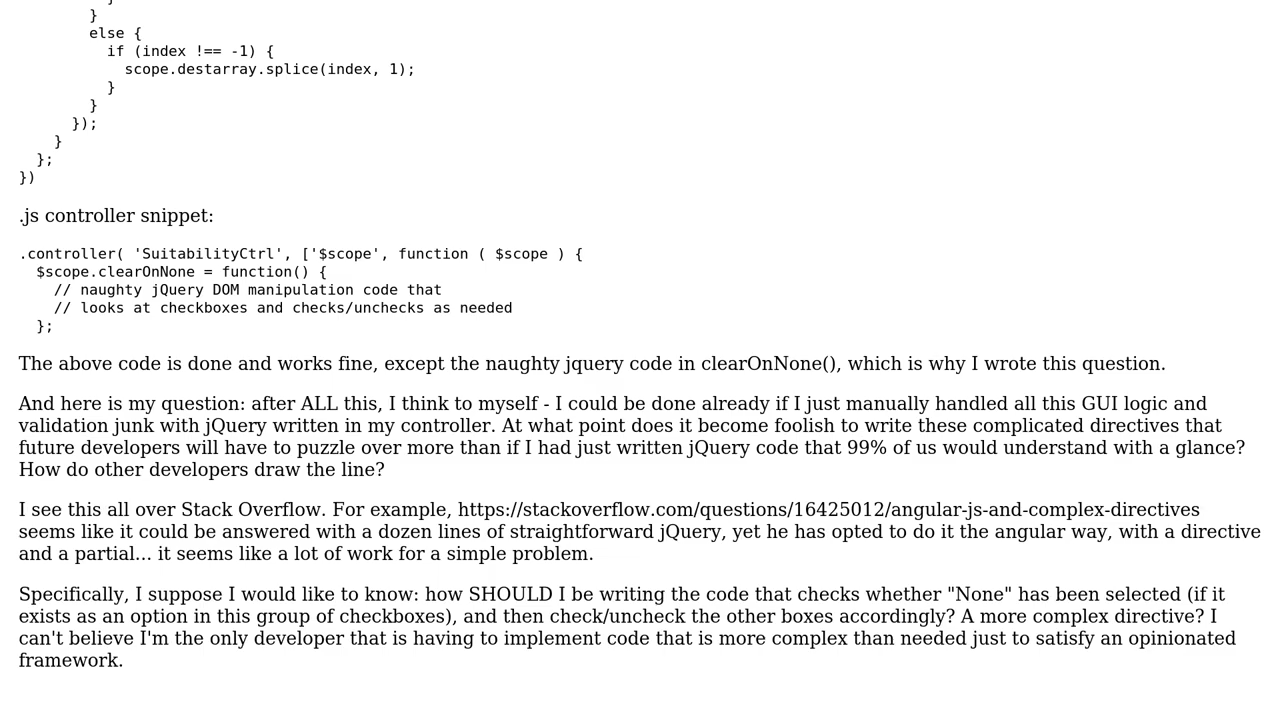 }
}
else {
if (index !== -1) {
scope.destarray.splice(index, 1);
}
}
});
}
};
})
.js controller snippet:
.controller( 'SuitabilityCtrl', ['$scope', function ( $scope ) {
$scope.clearOnNone = function() {
// naughty jQuery DOM manipulation code that
// looks at checkboxes and checks/unchecks as needed
};
The above code is done and works fine, except the naughty jquery code in clearOnNone(), which is why I wrote this question.
And here is my question: after ALL this, I think to myself - I could be done already if I just manually handled all this GUI logic and
validation junk with jQuery written in my controller. At what point does it become foolish to write these complicated directives that
future developers will have to puzzle over more than if I had just written jQuery code that 99% of us would understand with a glance?
How do other developers draw the line?
I see this all over Stack Overflow. For example, https://stackoverflow.com/questions/16425012/angular-js-and-complex-directives
seems like it could be answered with a dozen lines of straightforward jQuery, yet he has opted to do it the angular way, with a directive
and a partial... it seems like a lot of work for a simple problem.
Specifically, I suppose I would like to know: how SHOULD I be writing the code that checks whether "None" has been selected (if it
exists as an option in this group of checkboxes), and then check/uncheck the other boxes accordingly? A more complex directive? I
can't believe I'm the only developer that is having to implement code that is more complex than needed just to satisfy an opinionated
framework.